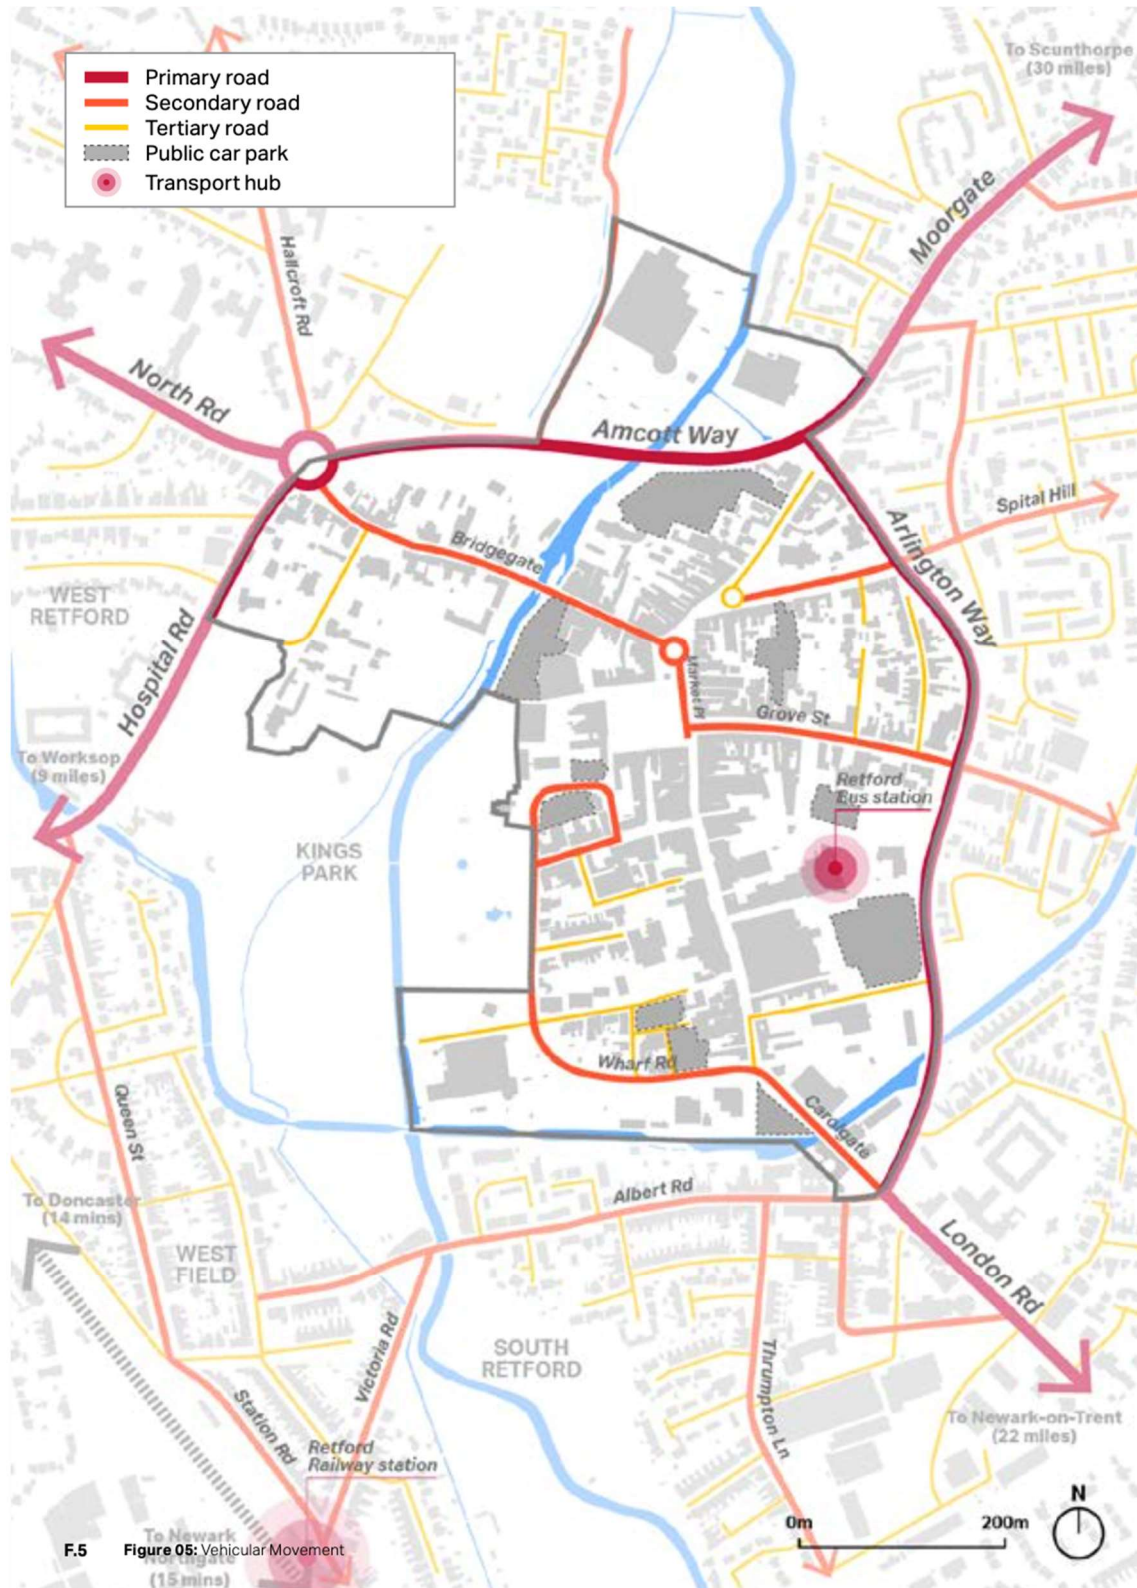 Primary road
Secondary road
Tertiary road
Public car park
Transport hub
To Scunthorpe
(30 miles)
Moorgate
Hallcroft Rd
North Rd
Amcott Way
Spital Hill
Arlington Way
Bridgegate
WEST
RETFORD
Hospital Rd
Market Pl
Grove St
To Worksop
(9 miles)
Retford
Bus station
KINGS
PARK
Wharf Rd
Carolgate
Queen St
Albert Rd
To Doncaster
(14 mins)
WEST
FIELD
London Rd
Victoria Rd
SOUTH
RETFORD
Thrumpton Ln
Station Rd
To Newark-on-Trent
(22 miles)
Retford
Railway station
N
0m
200m
To Newark
Northgate
(15 mins)
F.5
Figure 05: Vehicular Movement